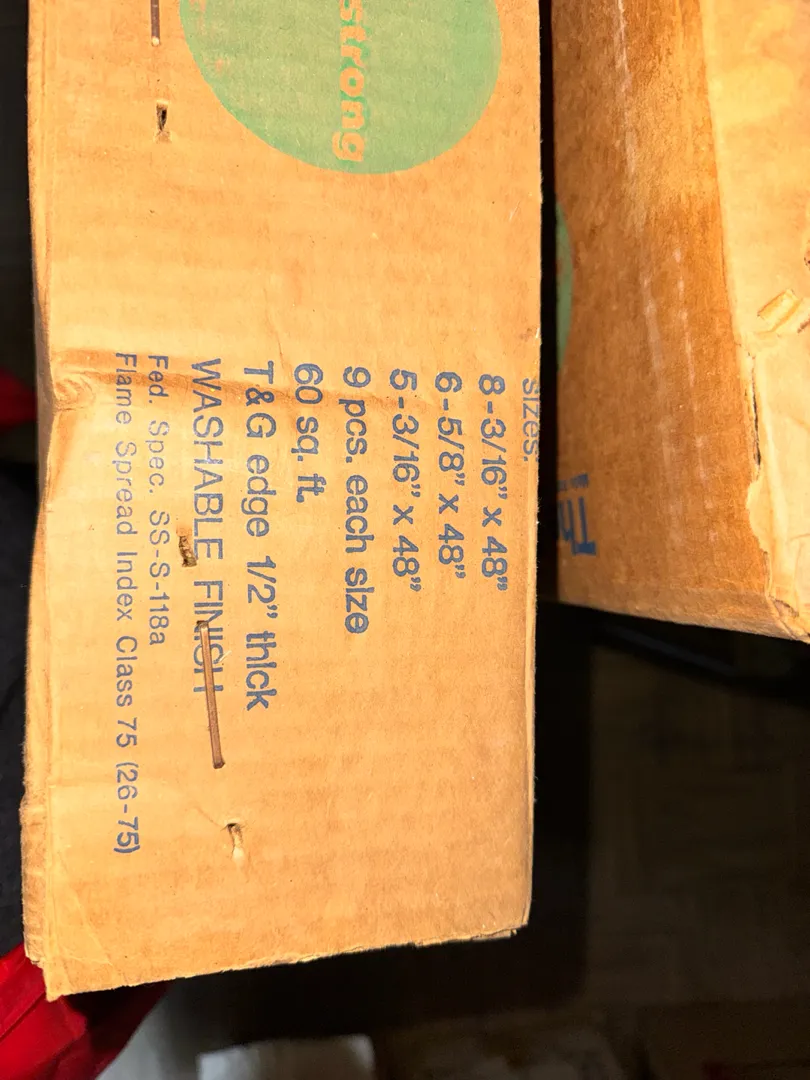 strong
sizes:
8-3/16” x 48”
6-5/8” x 48”
5-3/16” x 48”
9 pcs. each size
60 sq. ft.
T&G edge 1/2” thick
WASHABLE FINISH
Fed. Spec. SS-S-118a
Flame Spread Index Class 75 (26-75)
Th